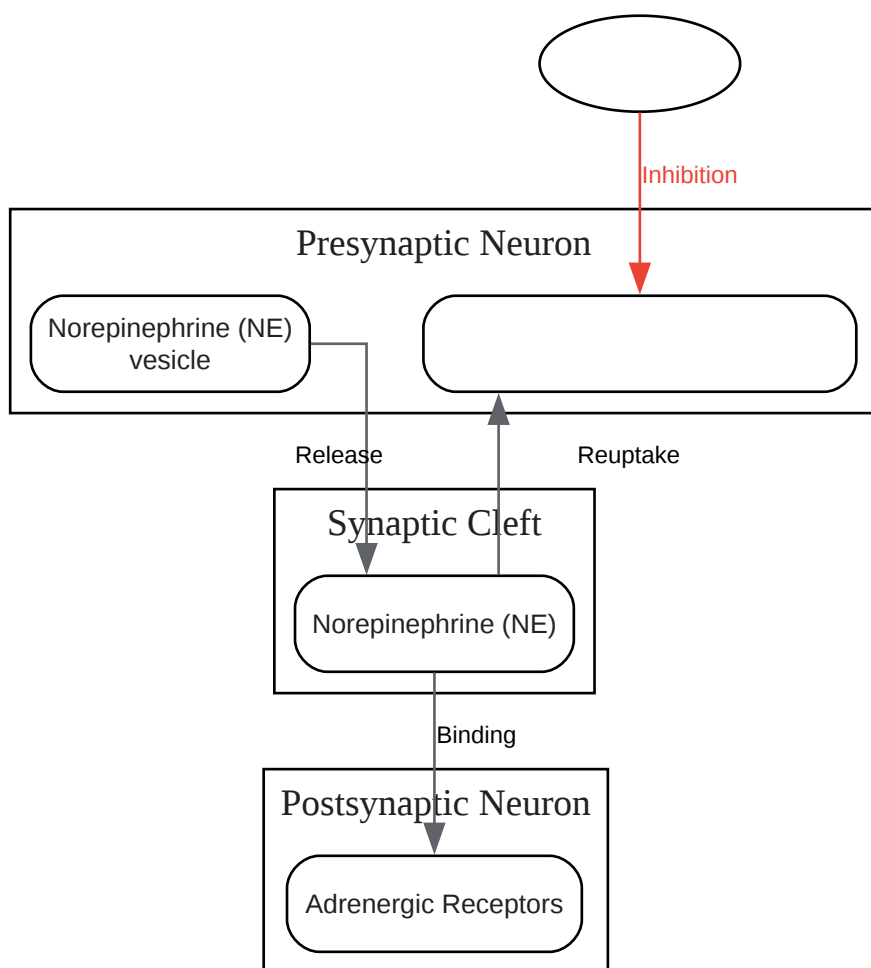 Inhibition
Presynaptic Neuron
Norepinephrine (NE)
vesicle
Release
Reuptake
Synaptic Cleft
Norepinephrine (NE)
Binding
Postsynaptic Neuron
Adrenergic Receptors